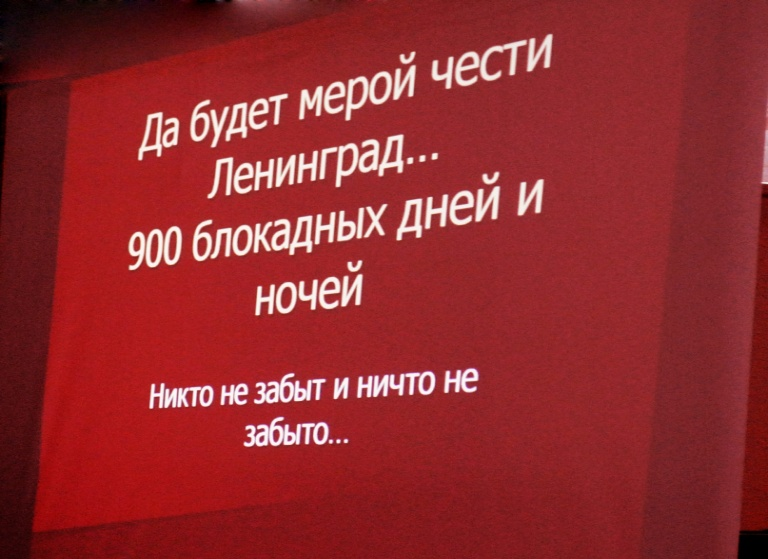 Да будет мерой чести
Ленинград...
900 блокадных дней и
ночей
Никто не забыт и ничто не
забыто...